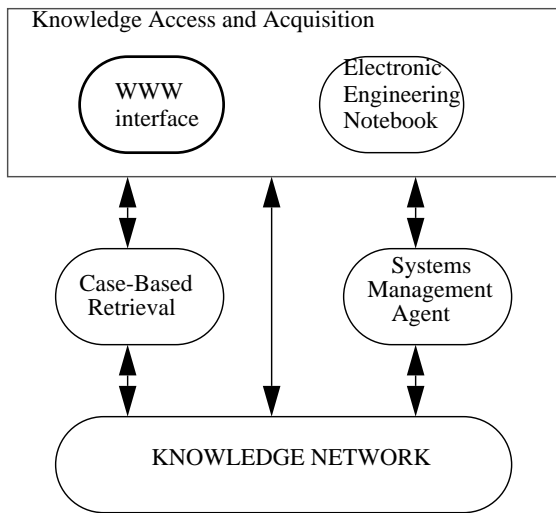 Knowledge Access and Acquisition
WWW
interface
Electronic
Engineering
Notebook
Case-Based
Retrieval
Systems
Management
Agent
KNOWLEDGE NETWORK